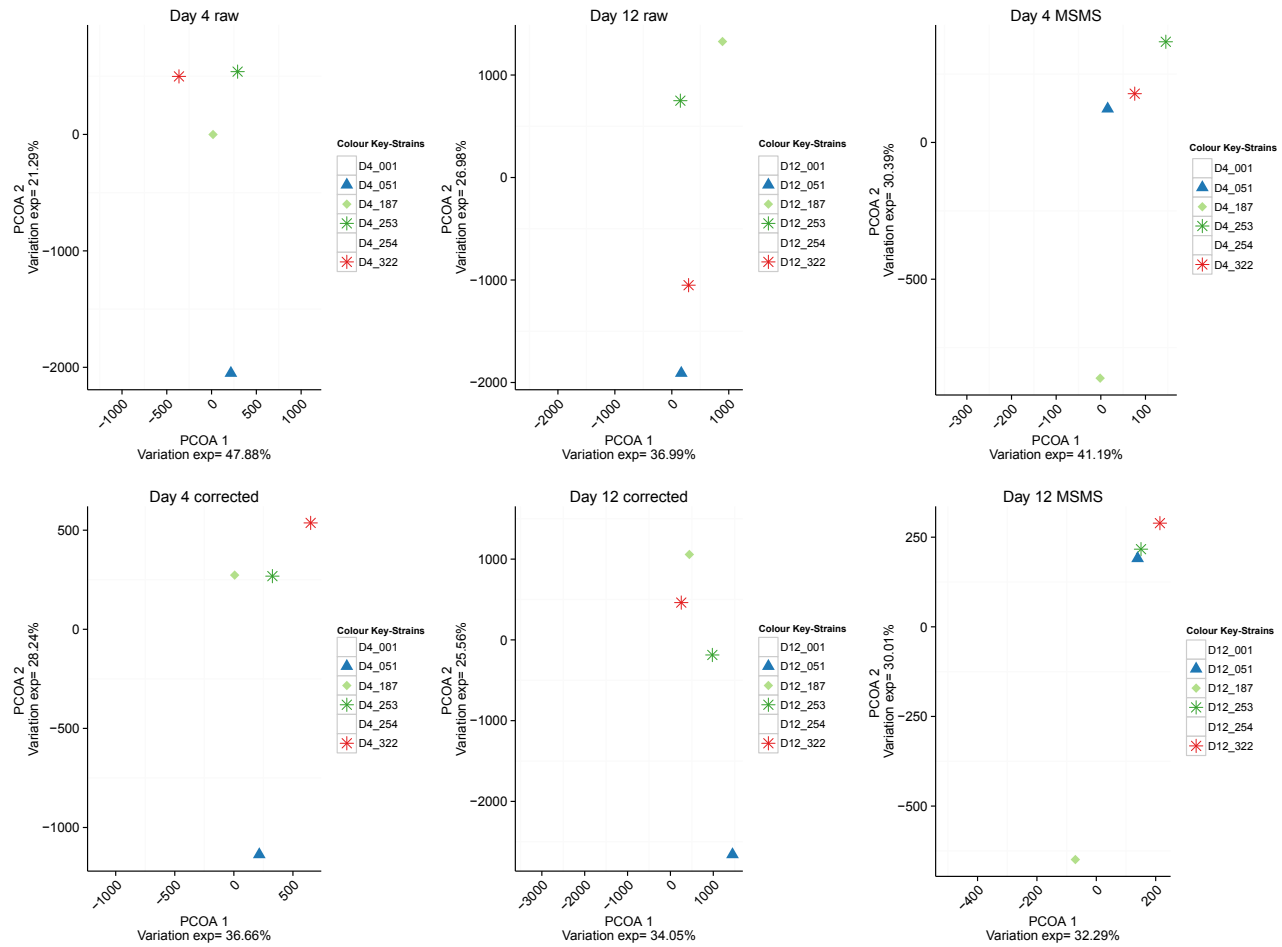 Day 4 raw
0
−1000
−2000
PCOA 2
Variation exp= 21.29%
−1000
−500
0
500
1000
PCOA 1
Variation exp= 47.88%
Colour Key-Strains
D4_001
D4_051
D4_187
D4_253
D4_254
D4_322
Day 12 raw
1000
0
−1000
−2000
PCOA 2
Variation exp= 26.98%
−2000
−1000
0
1000
PCOA 1
Variation exp= 36.99%
Colour Key-Strains
D12_001
D12_051
D12_187
D12_253
D12_254
D12_322
Day 4 MSMS
0
−500
PCOA 2
Variation exp= 30.39%
−300
−200
−100
0
100
PCOA 1
Variation exp= 41.19%
Colour Key-Strains
D4_001
D4_051
D4_187
D4_253
D4_254
D4_322
Day 4 corrected
500
0
−500
−1000
PCOA 2
Variation exp= 28.24%
−1000
−500
0
500
PCOA 1
Variation exp= 36.66%
Colour Key-Strains
D4_001
D4_051
D4_187
D4_253
D4_254
D4_322
Day 12 corrected
1000
0
−1000
−2000
PCOA 2
Variation exp= 25.56%
−3000
−2000
−1000
0
1000
PCOA 1
Variation exp= 34.05%
Colour Key-Strains
D12_001
D12_051
D12_187
D12_253
D12_254
D12_322
Day 12 MSMS
250
0
−250
−500
PCOA 2
Variation exp= 30.01%
−400
−200
0
200
PCOA 1
Variation exp= 32.29%
Colour Key-Strains
D12_001
D12_051
D12_187
D12_253
D12_254
D12_322